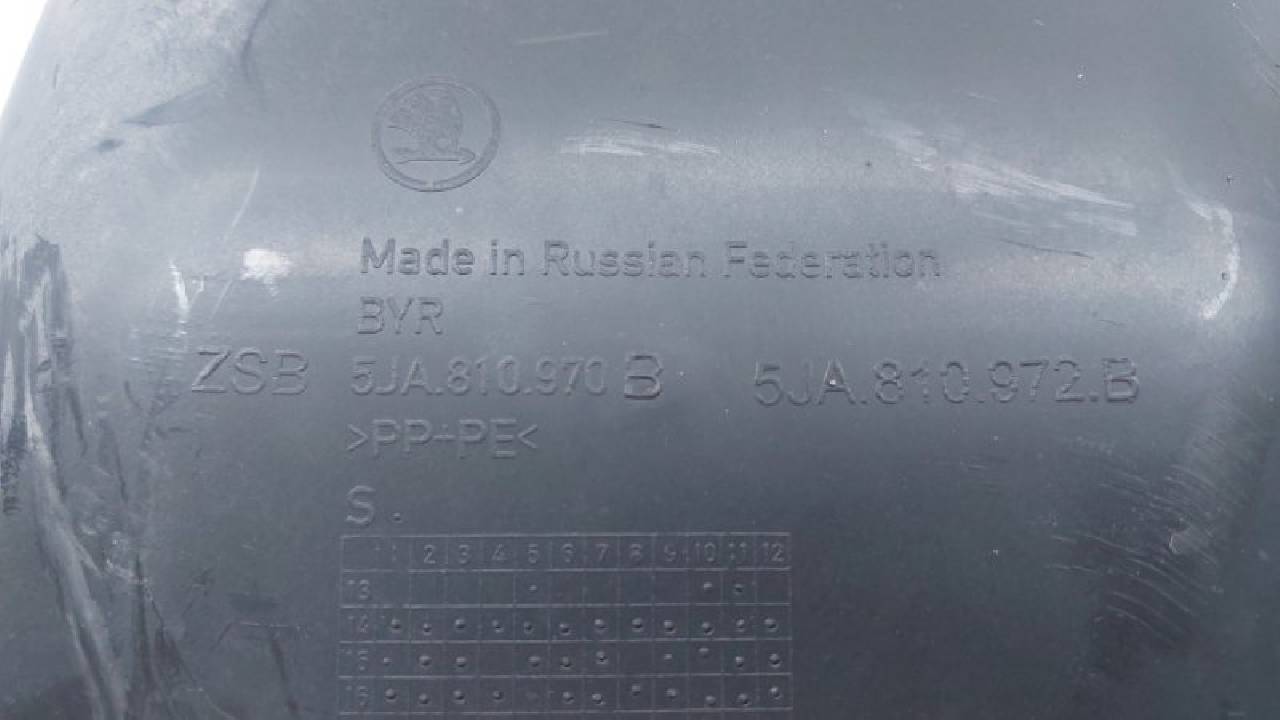 Made in Russian Federation
BYR
ZSB 5JA.810.970 B 5JA.810.972.B
>PP+PE<
S.
1 2 3 4 5 6 7 8 9 10 11 12
13
14
15
16